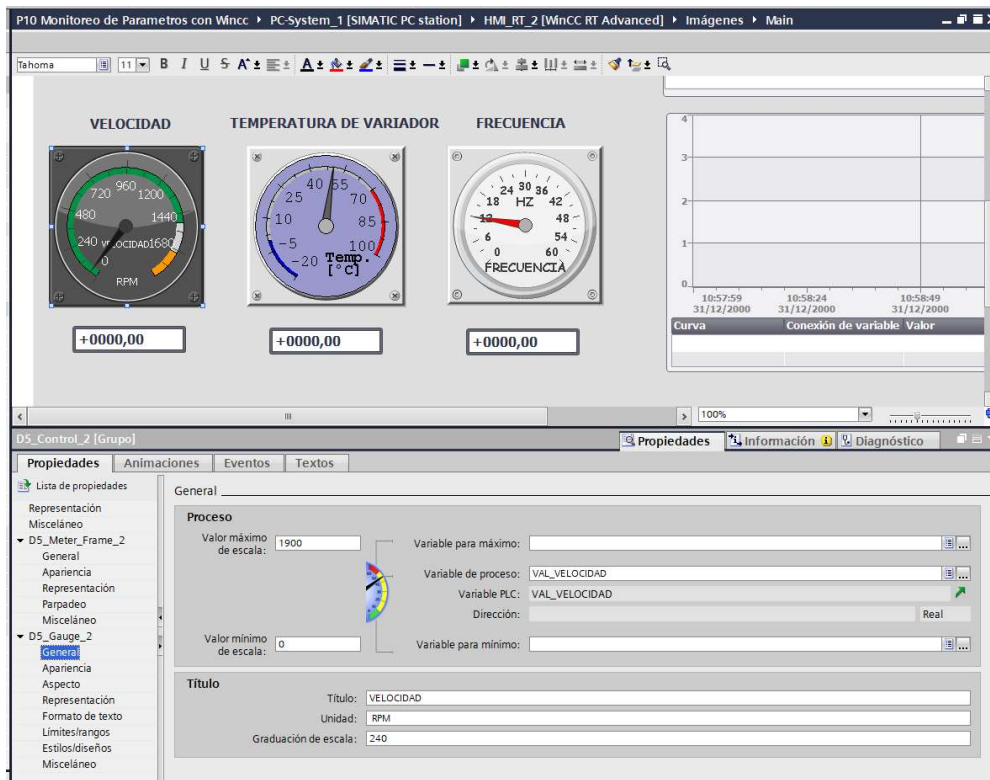 P10 Monitoreo de Parametros con Wincc ▸ PC-System_1 [SIMATIC PC station] ▸ HMI_RT_2 [WinCC RT Advanced] ▸ Imágenes ▸ Main
Tahoma 11 B I U S A
VELOCIDAD
TEMPERATURA DE VARIADOR
FRECUENCIA
0
240
480
720
960
1200
1440
1680
VELOCIDAD
RPM
-20
-5
10
25
40
55
70
85
100
Temp.
[°C]
0
6
12
18
24
30
36
42
48
54
60
HZ
FRECUENCIA
+0000,00
+0000,00
+0000,00
4
3
2
1
0
10:57:59 10:58:24 10:58:49
31/12/2000 31/12/2000 31/12/2000
Curva Conexión de variable Valor
100%
D5_Control_2 [Grupo]
Propiedades Información Diagnóstico
Propiedades Animaciones Eventos Textos
Lista de propiedades
Representación
Misceláneo
D5_Meter_Frame_2
General
Apariencia
Representación
Parpadeo
Misceláneo
D5_Gauge_2
General
Apariencia
Aspecto
Representación
Formato de texto
Límites/rangos
Estilos/diseños
Misceláneo
General
Proceso
Valor máximo
de escala: 1900
Variable para máximo:
Variable de proceso: VAL_VELOCIDAD
Variable PLC: VAL_VELOCIDAD
Dirección: Real
Valor mínimo
de escala: 0
Variable para mínimo:
Título
Título: VELOCIDAD
Unidad: RPM
Graduación de escala: 240